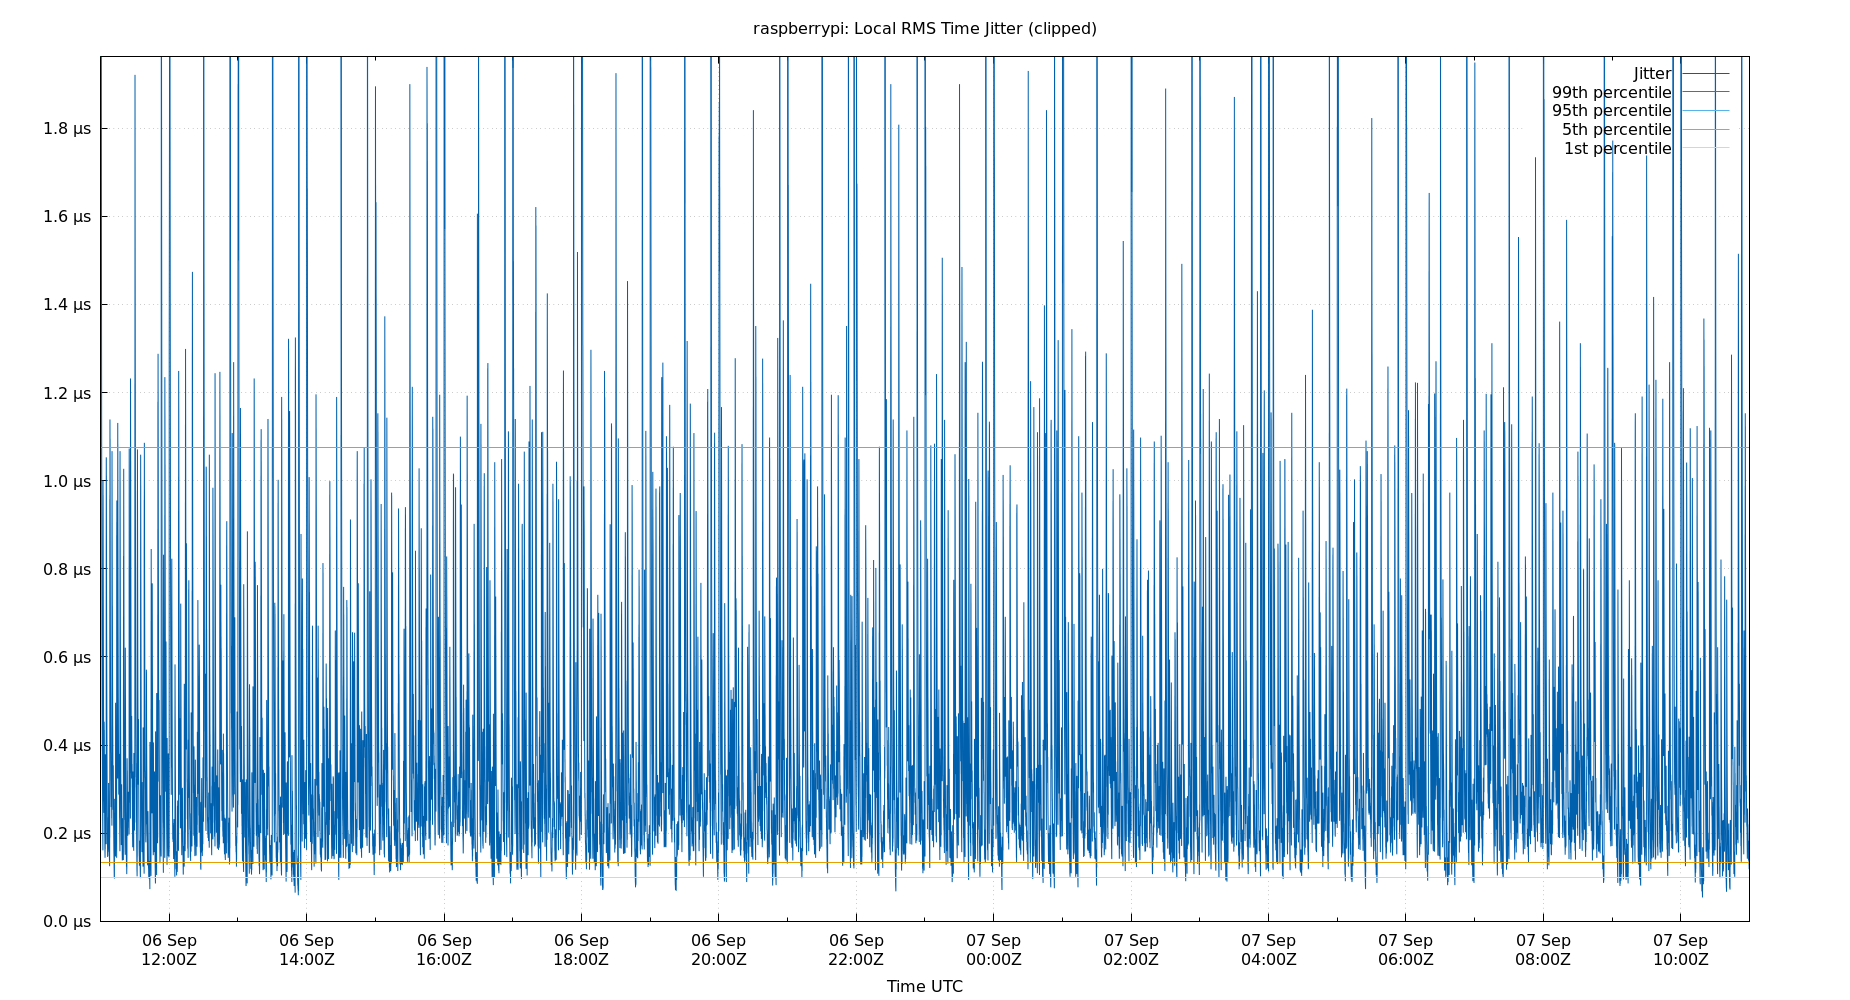 raspberrypi: Local RMS Time Jitter (clipped)
Jitter
99th percentile
95th percentile
5th percentile
1st percentile
1.8 µs
1.6 µs
1.4 µs
1.2 µs
1.0 µs
0.8 µs
0.6 µs
0.4 µs
0.2 µs
0.0 µs
06 Sep 06 Sep 06 Sep 06 Sep 06 Sep 06 Sep 07 Sep 07 Sep 07 Sep 07 Sep 07 Sep 07 Sep
12:00Z 14:00Z 16:00Z 18:00Z 20:00Z 22:00Z 00:00Z 02:00Z 04:00Z 06:00Z 08:00Z 10:00Z
Time UTC